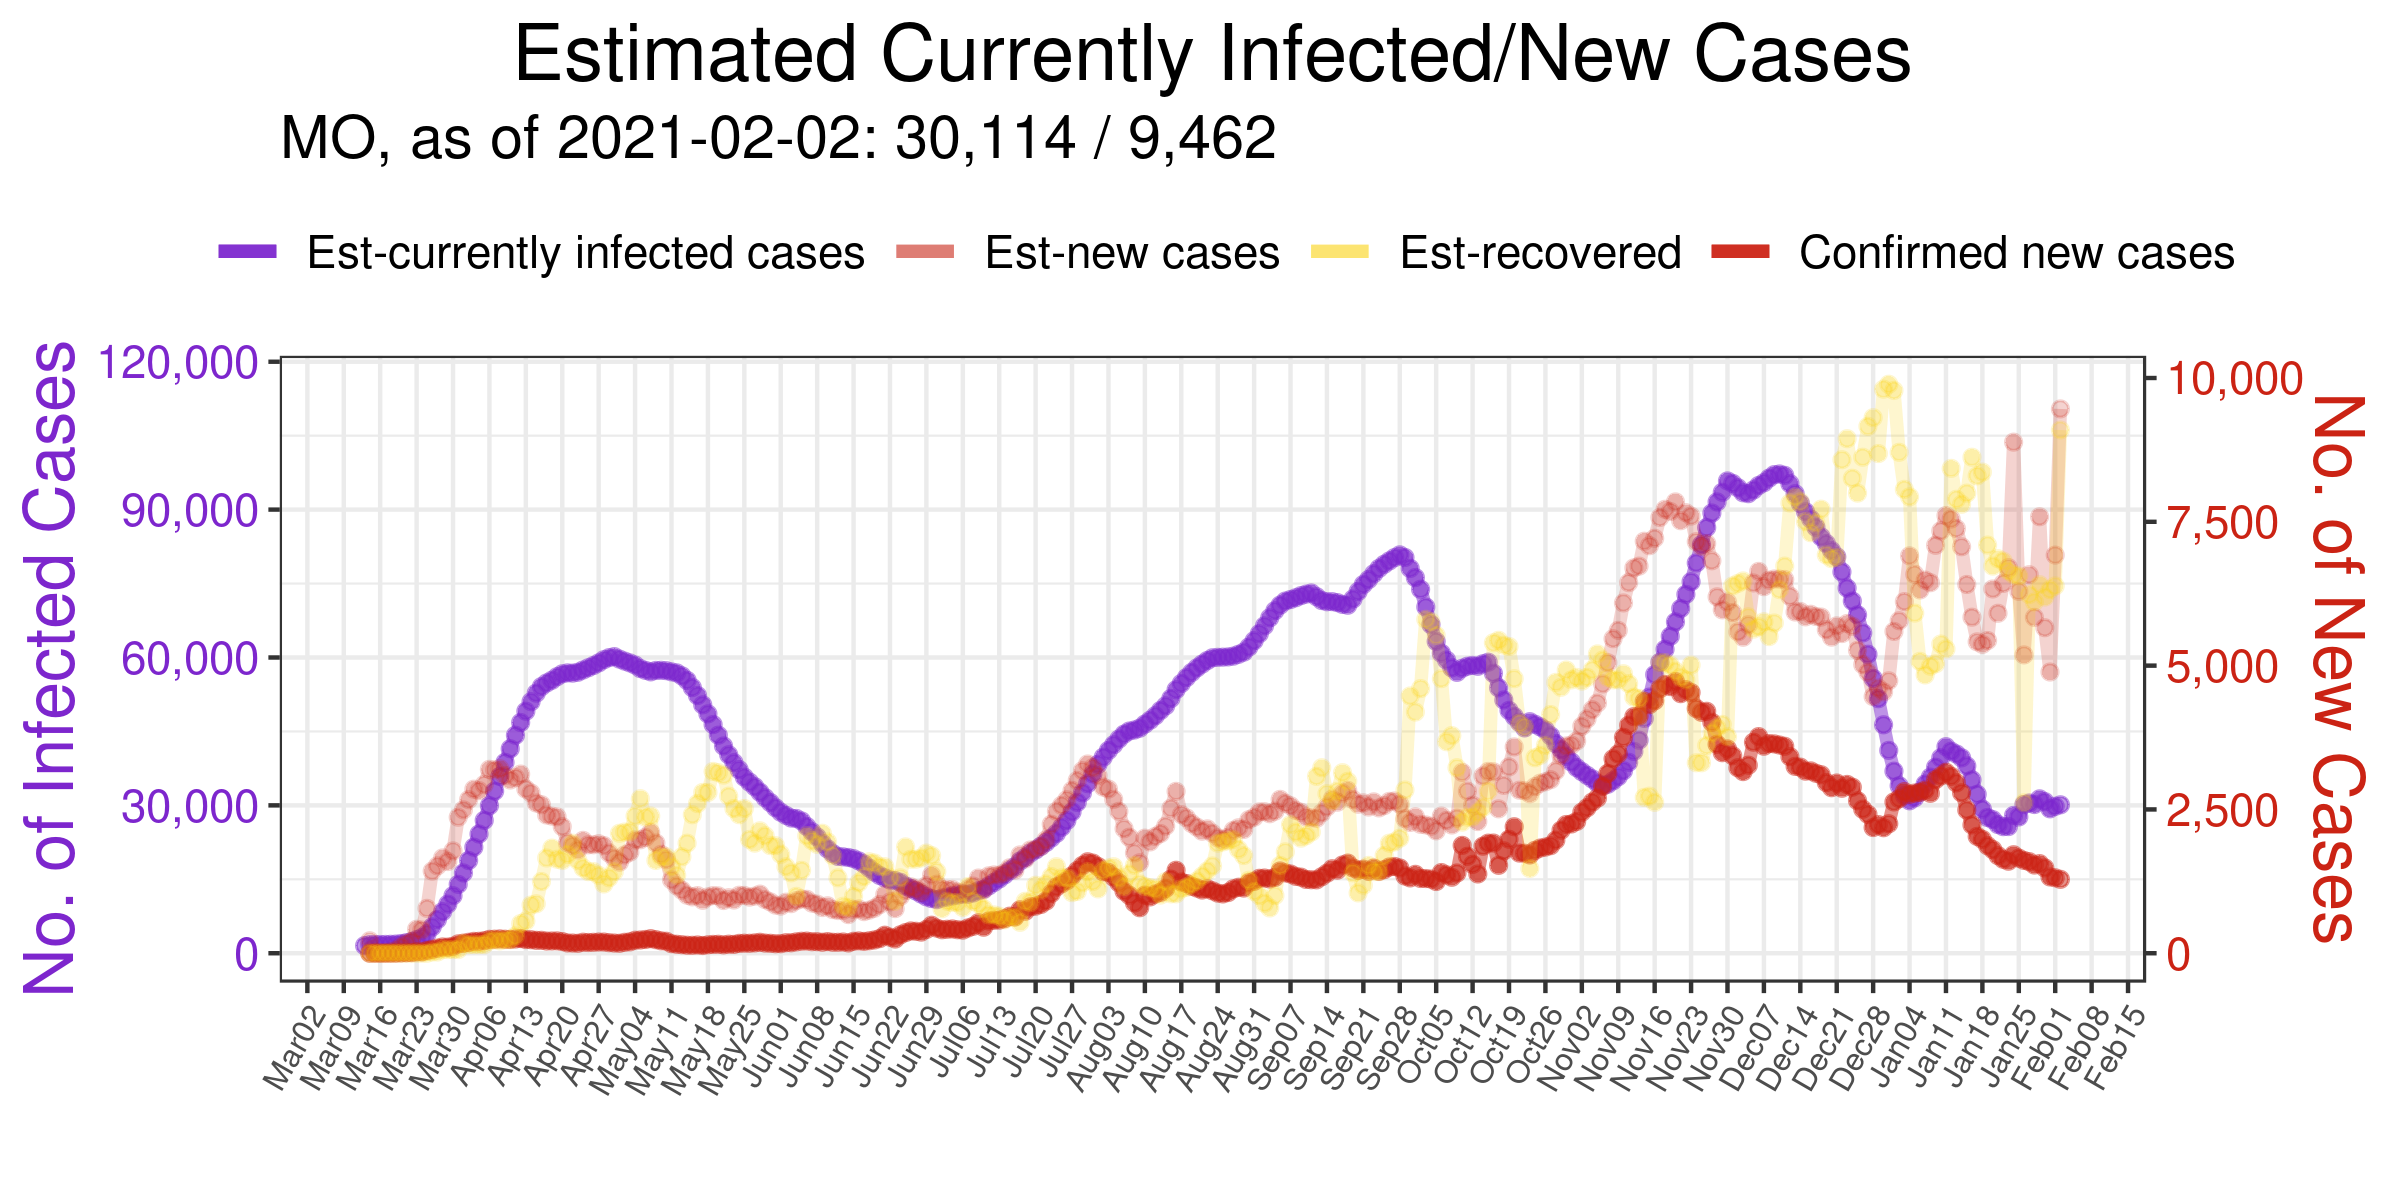 Estimated Currently Infected/New Cases
MO, as of 2021-02-02: 30,114 / 9,462
Est-currently infected cases Est-new cases Est-recovered Confirmed new cases
No. of Infected Cases
120,000
90,000
60,000
30,000
0
10,000
7,500
5,000
2,500
0
No. of New Cases
Mar02
Mar09
Mar16
Mar23
Mar30
Apr06
Apr13
Apr20
Apr27
May04
May11
May18
May25
Jun01
Jun08
Jun15
Jun22
Jun29
Jul06
Jul13
Jul20
Jul27
Aug03
Aug10
Aug17
Aug24
Aug31
Sep07
Sep14
Sep21
Sep28
Oct05
Oct12
Oct19
Oct26
Nov02
Nov09
Nov16
Nov23
Nov30
Dec07
Dec14
Dec21
Dec28
Jan04
Jan11
Jan18
Jan25
Feb01
Feb08
Feb15